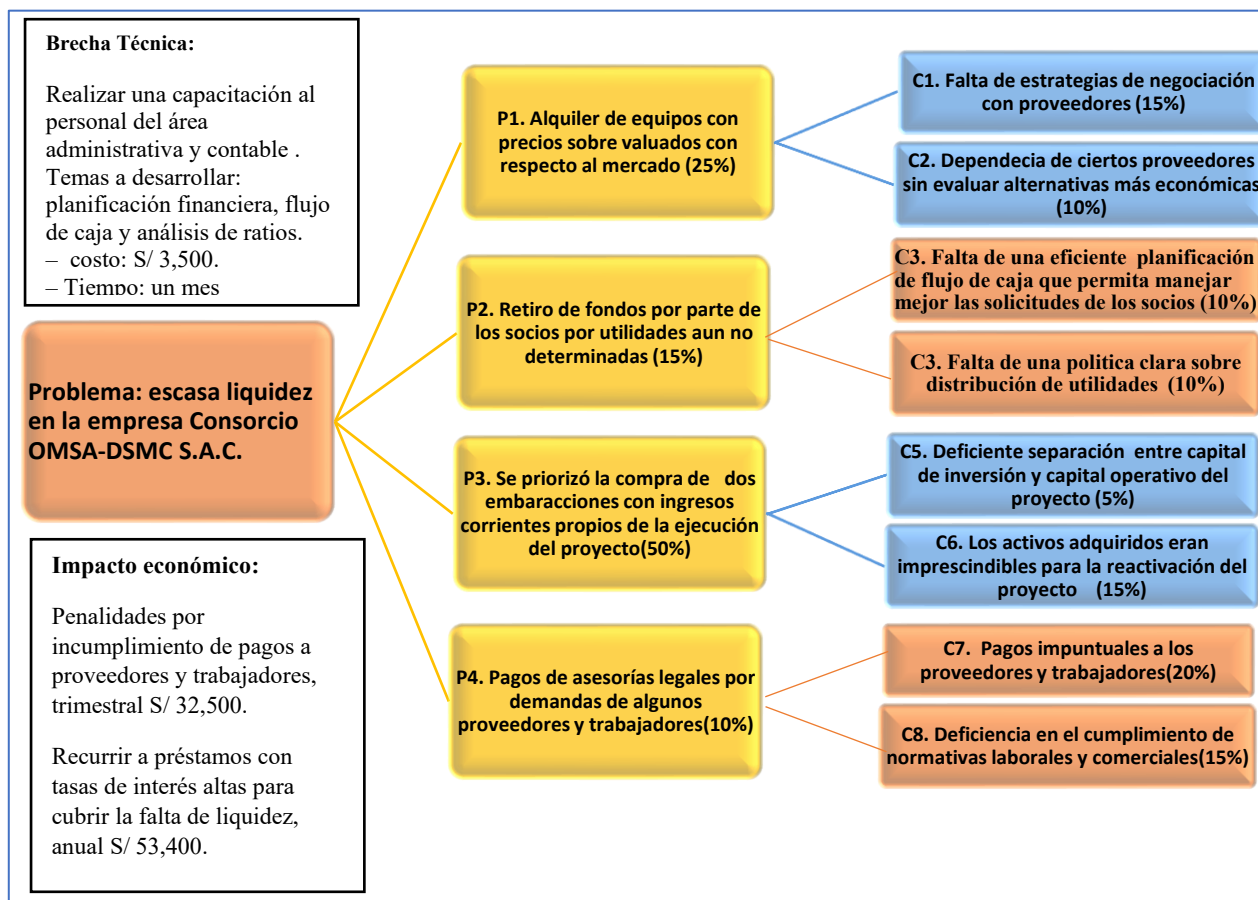 Brecha Técnica:
Realizar una capacitación al
personal del área
administrativa y contable .
Temas a desarrollar:
planificación financiera, flujo
de caja y análisis de ratios.
– costo: S/ 3,500.
– Tiempo: un mes
Problema: escasa liquidez
en la empresa Consorcio
OMSA-DSMC S.A.C.
Impacto económico:
Penalidades por
incumplimiento de pagos a
proveedores y trabajadores,
trimestral S/ 32,500.
Recurrir a préstamos con
tasas de interés altas para
cubrir la falta de liquidez,
anual S/ 53,400.
P1. Alquiler de equipos con
precios sobre valuados con
respecto al mercado (25%)
P2. Retiro de fondos por parte de
los socios por utilidades aun no
determinadas (15%)
P3. Se priorizó la compra de dos
embaracciones con ingresos
corrientes propios de la ejecución
del proyecto(50%)
P4. Pagos de asesorías legales por
demandas de algunos
proveedores y trabajadores(10%)
C1. Falta de estrategias de negociación
con proveedores (15%)
C2. Dependecia de ciertos proveedores
sin evaluar alternativas más económicas
(10%)
C3. Falta de una eficiente planificación
de flujo de caja que permita manejar
mejor las solicitudes de los socios (10%)
C3. Falta de una politica clara sobre
distribución de utilidades (10%)
C5. Deficiente separación entre capital
de inversión y capital operativo del
proyecto (5%)
C6. Los activos adquiridos eran
imprescindibles para la reactivación del
proyecto (15%)
C7. Pagos impuntuales a los
proveedores y trabajadores(20%)
C8. Deficiencia en el cumplimiento de
normativas laborales y comerciales(15%)